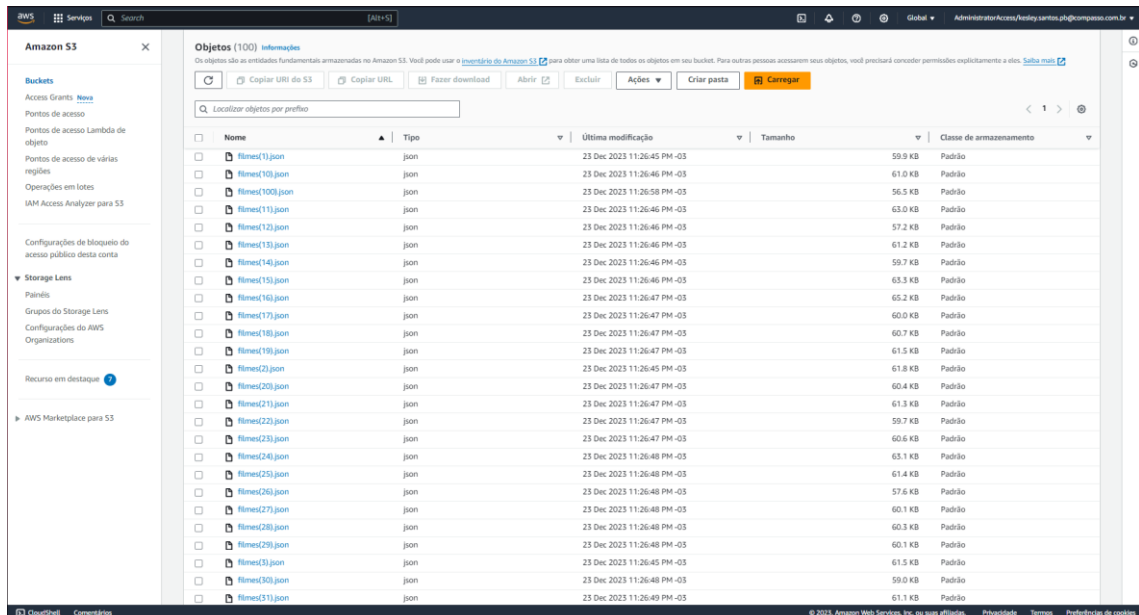 aws Serviços Search [Alt+S] Global AdministratorAccess/kesley.santos.pb@compasso.com.br
Amazon S3
Buckets
Access Grants Nova
Pontos de acesso
Pontos de acesso Lambda de
objeto
Pontos de acesso de várias
regiões
Operações em lotes
IAM Access Analyzer para S3
Configurações de bloqueio do
acesso público desta conta
Storage Lens
Painéis
Grupos do Storage Lens
Configurações do AWS
Organizations
Recurso em destaque 7
AWS Marketplace para S3
Objetos (100) Informações
Os objetos são as entidades fundamentais armazenadas no Amazon S3. Você pode usar o inventário do Amazon S3 para obter uma lista de todos os objetos em seu bucket. Para outras pessoas acessarem seus objetos, você precisará conceder permissões explicitamente a eles. Saiba mais
Copiar URI do S3 Copiar URL Fazer download Abrir Excluir Ações Criar pasta Carregar
Localizar objetos por prefixo 1
Nome Tipo Última modificação Tamanho Classe de armazenamento
filmes(1).json json 23 Dec 2023 11:26:45 PM -03 59.9 KB Padrão
filmes(10).json json 23 Dec 2023 11:26:46 PM -03 61.0 KB Padrão
filmes(100).json json 23 Dec 2023 11:26:58 PM -03 56.5 KB Padrão
filmes(11).json json 23 Dec 2023 11:26:46 PM -03 63.0 KB Padrão
filmes(12).json json 23 Dec 2023 11:26:46 PM -03 57.2 KB Padrão
filmes(13).json json 23 Dec 2023 11:26:46 PM -03 61.2 KB Padrão
filmes(14).json json 23 Dec 2023 11:26:46 PM -03 59.7 KB Padrão
filmes(15).json json 23 Dec 2023 11:26:46 PM -03 63.3 KB Padrão
filmes(16).json json 23 Dec 2023 11:26:47 PM -03 65.2 KB Padrão
filmes(17).json json 23 Dec 2023 11:26:47 PM -03 60.0 KB Padrão
filmes(18).json json 23 Dec 2023 11:26:47 PM -03 60.7 KB Padrão
filmes(19).json json 23 Dec 2023 11:26:47 PM -03 61.5 KB Padrão
filmes(2).json json 23 Dec 2023 11:26:45 PM -03 61.8 KB Padrão
filmes(20).json json 23 Dec 2023 11:26:47 PM -03 60.4 KB Padrão
filmes(21).json json 23 Dec 2023 11:26:47 PM -03 61.3 KB Padrão
filmes(22).json json 23 Dec 2023 11:26:47 PM -03 59.7 KB Padrão
filmes(23).json json 23 Dec 2023 11:26:47 PM -03 60.6 KB Padrão
filmes(24).json json 23 Dec 2023 11:26:48 PM -03 63.1 KB Padrão
filmes(25).json json 23 Dec 2023 11:26:48 PM -03 61.4 KB Padrão
filmes(26).json json 23 Dec 2023 11:26:48 PM -03 57.6 KB Padrão
filmes(27).json json 23 Dec 2023 11:26:48 PM -03 60.1 KB Padrão
filmes(28).json json 23 Dec 2023 11:26:48 PM -03 60.3 KB Padrão
filmes(29).json json 23 Dec 2023 11:26:48 PM -03 60.1 KB Padrão
filmes(3).json json 23 Dec 2023 11:26:45 PM -03 61.5 KB Padrão
filmes(30).json json 23 Dec 2023 11:26:48 PM -03 59.0 KB Padrão
filmes(31).json json 23 Dec 2023 11:26:49 PM -03 61.1 KB Padrão
CloudShell Comentários © 2023, Amazon Web Services, Inc. ou suas afiliadas. Privacidade Termos Preferências de cookies